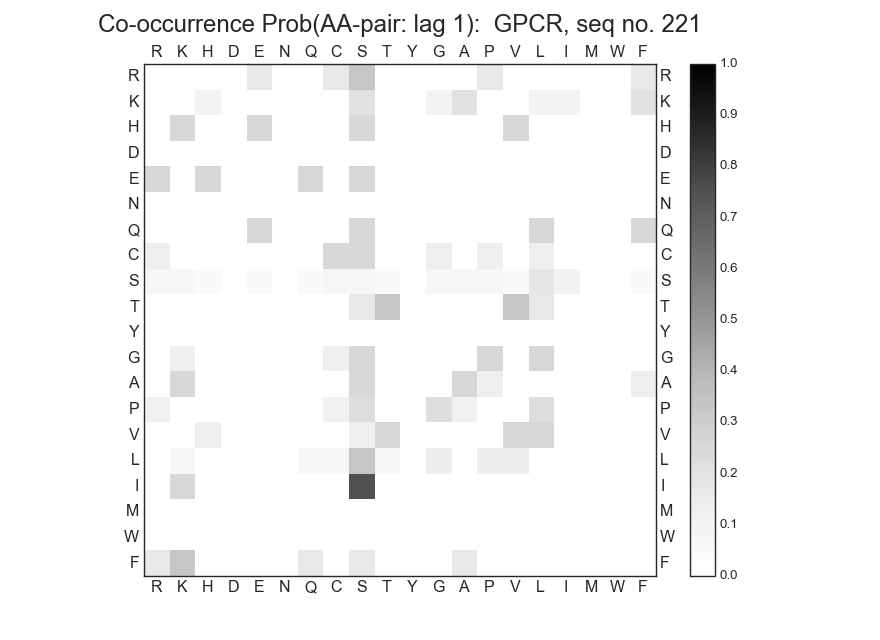 Co-occurrence Prob(AA-pair: lag 1):  GPCR, seq no. 221
R K H D E N Q C S T Y G A P V L I M W F
1.0
R R
K K
0.9
H H
0.8
D D
E E
0.7
N N
0.6
Q Q
C C
S S
0.5
T T
Y Y
0.4
G G
A A
0.3
P P
V V
0.2
L L
I I
0.1
M M
W W
F F
0.0
R K H D E N Q C S T Y G A P V L I M W F